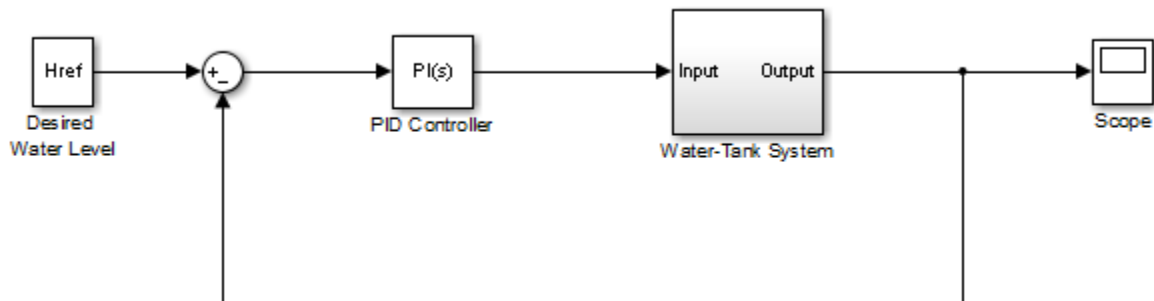 Href
Desired
Water Level
+
-
PI(s)
PID Controller
Input
Output
Water-Tank System
Scope